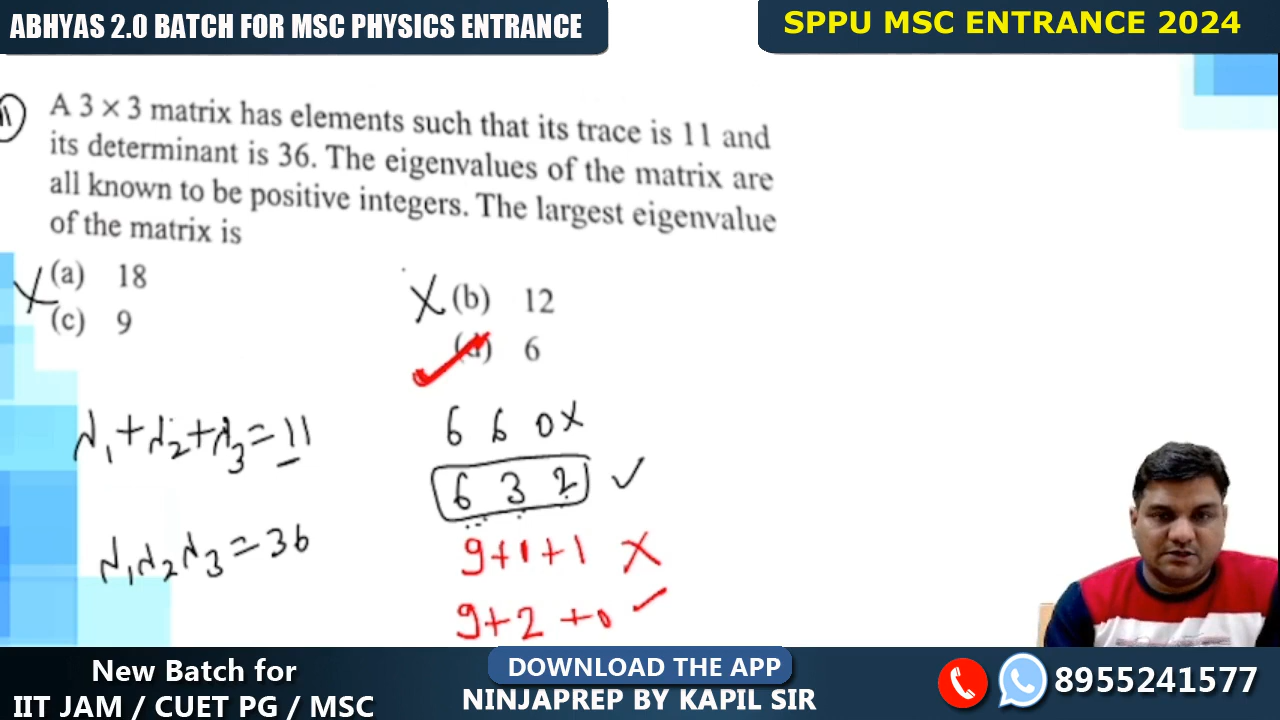 ABHYAS 2.0 BATCH FOR MSC PHYSICS ENTRANCE
SPPU MSC ENTRANCE 2024
A 3 × 3 matrix has elements such that its trace is 11 and
its determinant is 36. The eigenvalues of the matrix are
all known to be positive integers. The largest eigenvalue
of the matrix is
X (a) 18
X (b) 12
(c) 9
(d) 6
λ₁+λ₂+λ₃=11
6 6 0 X
6 3 2 ✓
λ₁λ₂λ₃=36
9+1+1 X
9+2+0
New Batch for
IIT JAM / CUET PG / MSC
DOWNLOAD THE APP
NINJAPREP BY KAPIL SIR
8955241577